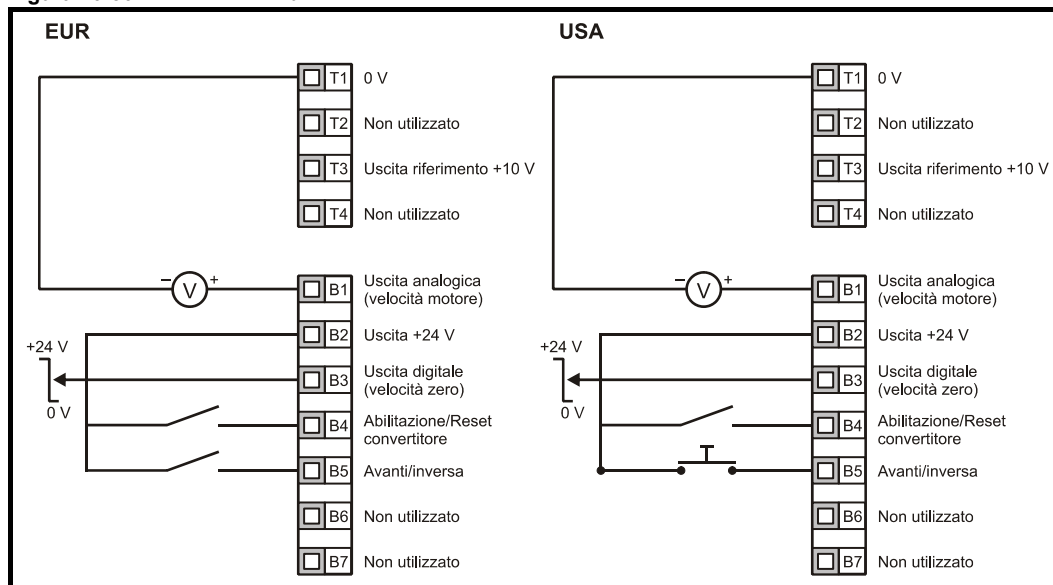 EUR
T1 0 V
T2 Non utilizzato
T3 Uscita riferimento +10 V
T4 Non utilizzato
– V +
B1 Uscita analogica
(velocità motore)
B2 Uscita +24 V
+24 V
0 V
B3 Uscita digitale
(velocità zero)
B4 Abilitazione/Reset
convertitore
B5 Avanti/inversa
B6 Non utilizzato
B7 Non utilizzato
USA
T1 0 V
T2 Non utilizzato
T3 Uscita riferimento +10 V
T4 Non utilizzato
– V +
B1 Uscita analogica
(velocità motore)
B2 Uscita +24 V
+24 V
0 V
B3 Uscita digitale
(velocità zero)
B4 Abilitazione/Reset
convertitore
B5 Avanti/inversa
B6 Non utilizzato
B7 Non utilizzato